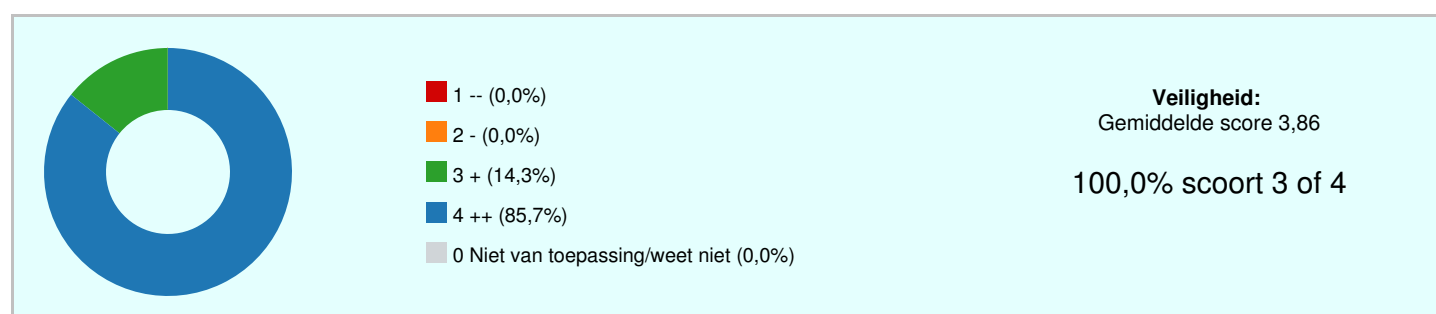 1 -- (0,0%)
2 - (0,0%)
3 + (14,3%)
4 ++ (85,7%)
0 Niet van toepassing/weet niet (0,0%)
Veiligheid:
Gemiddelde score 3,86
100,0% scoort 3 of 4